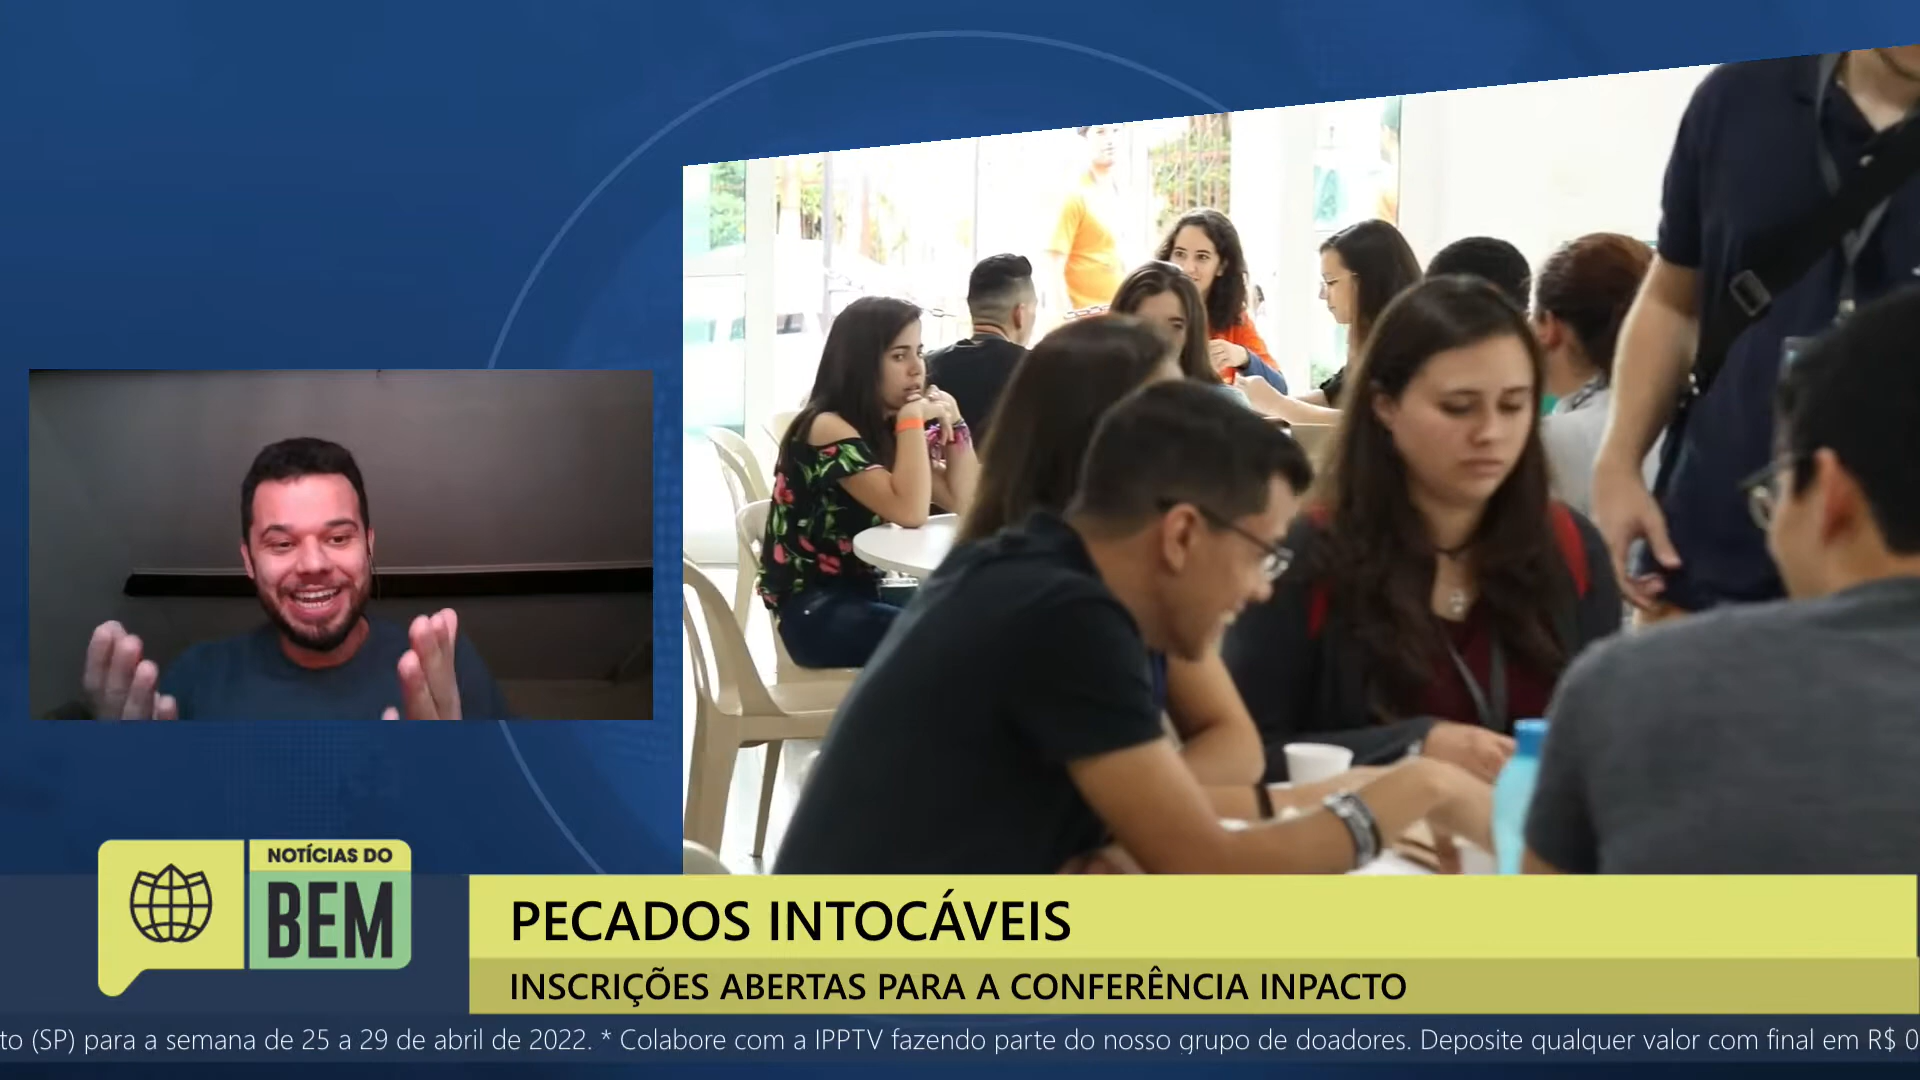 NOTÍCIAS DO
BEM
PECADOS INTOCÁVEIS
INSCRIÇÕES ABERTAS PARA A CONFERÊNCIA INPACTO
to (SP) para a semana de 25 a 29 de abril de 2022. * Colabore com a IPPTV fazendo parte do nosso grupo de doadores. Deposite qualquer valor com final em R$ 0